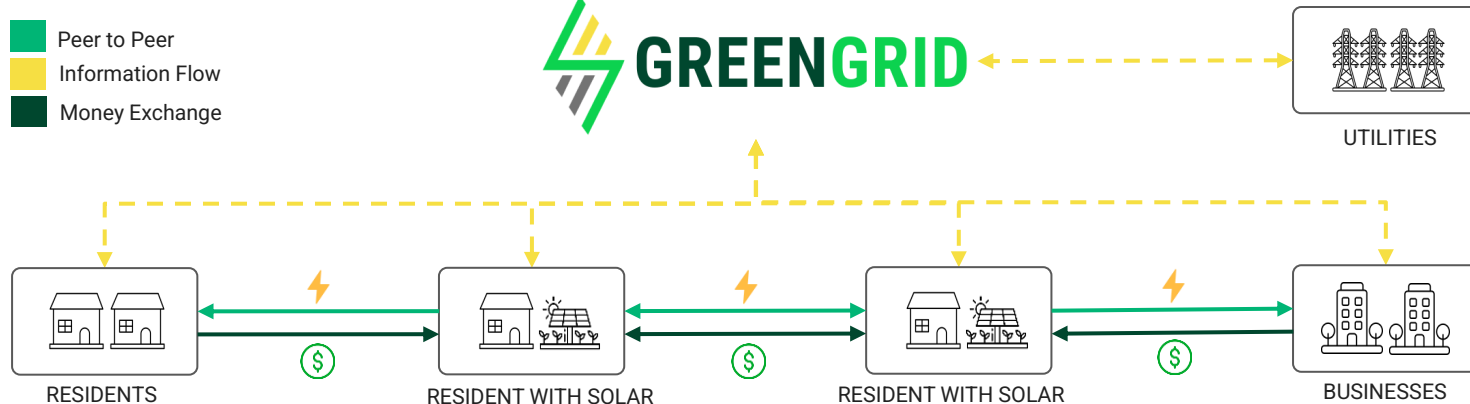 Peer to Peer
Information Flow
Money Exchange
GREENGRID
UTILITIES
$
$
$
RESIDENTS
RESIDENT WITH SOLAR
RESIDENT WITH SOLAR
BUSINESSES